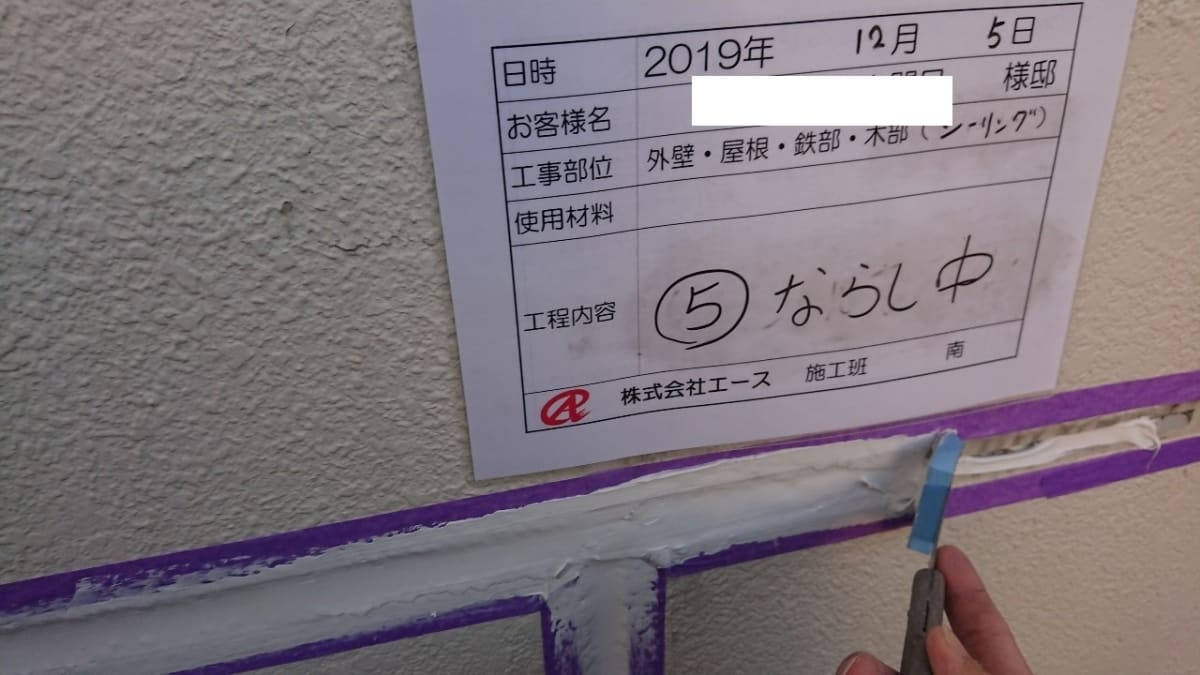 日時 2019年 12月 5日
お客様名 様邸
工事部位 外壁・屋根・鉄部・木部(シーリング)
使用材料
工程内容 ⑤ ならし中
株式会社エース 施工班 南